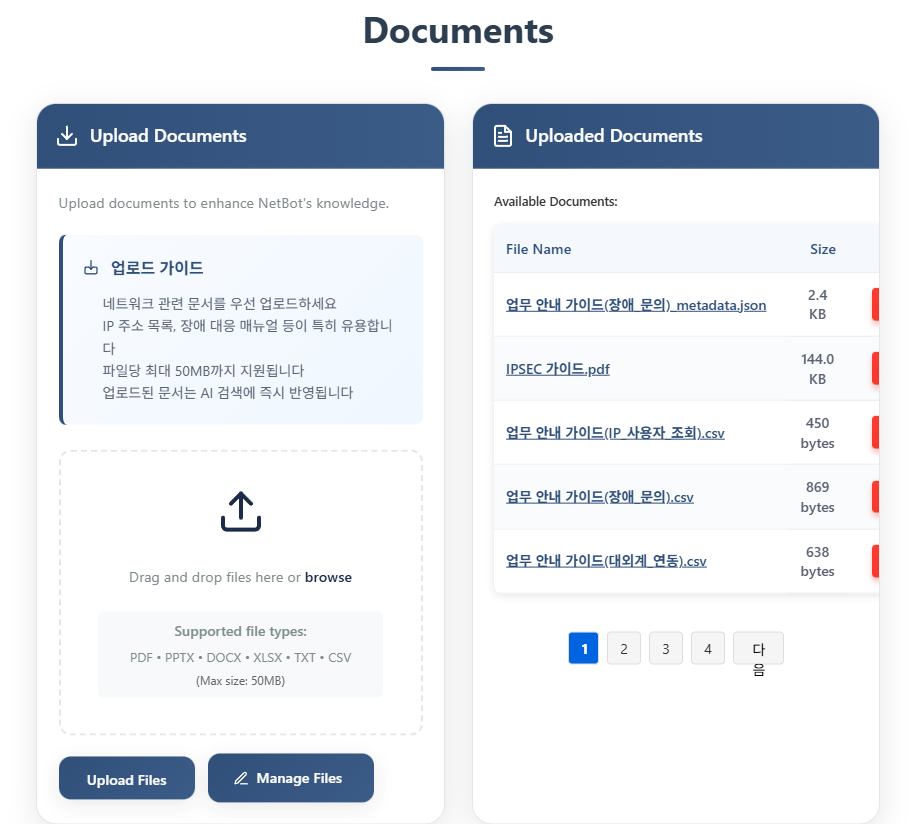 Documents
Upload Documents
Upload documents to enhance NetBot's knowledge.
업로드 가이드
네트워크 관련 문서를 우선 업로드하세요
IP 주소 목록, 장애 대응 매뉴얼 등이 특히 유용합니
다
파일당 최대 50MB까지 지원됩니다
업로드된 문서는 AI 검색에 즉시 반영됩니다
Drag and drop files here or browse
Supported file types:
PDF • PPTX • DOCX • XLSX • TXT • CSV
(Max size: 50MB)
Upload Files
Manage Files
Uploaded Documents
Available Documents:
File Name Size
업무 안내 가이드(장애_문의)_metadata.json 2.4
KB
IPSEC 가이드.pdf 144.0
KB
업무 안내 가이드(IP_사용자_조회).csv 450
bytes
업무 안내 가이드(장애_문의).csv 869
bytes
업무 안내 가이드(대외계_연동).csv 638
bytes
1 2 3 4 다
음